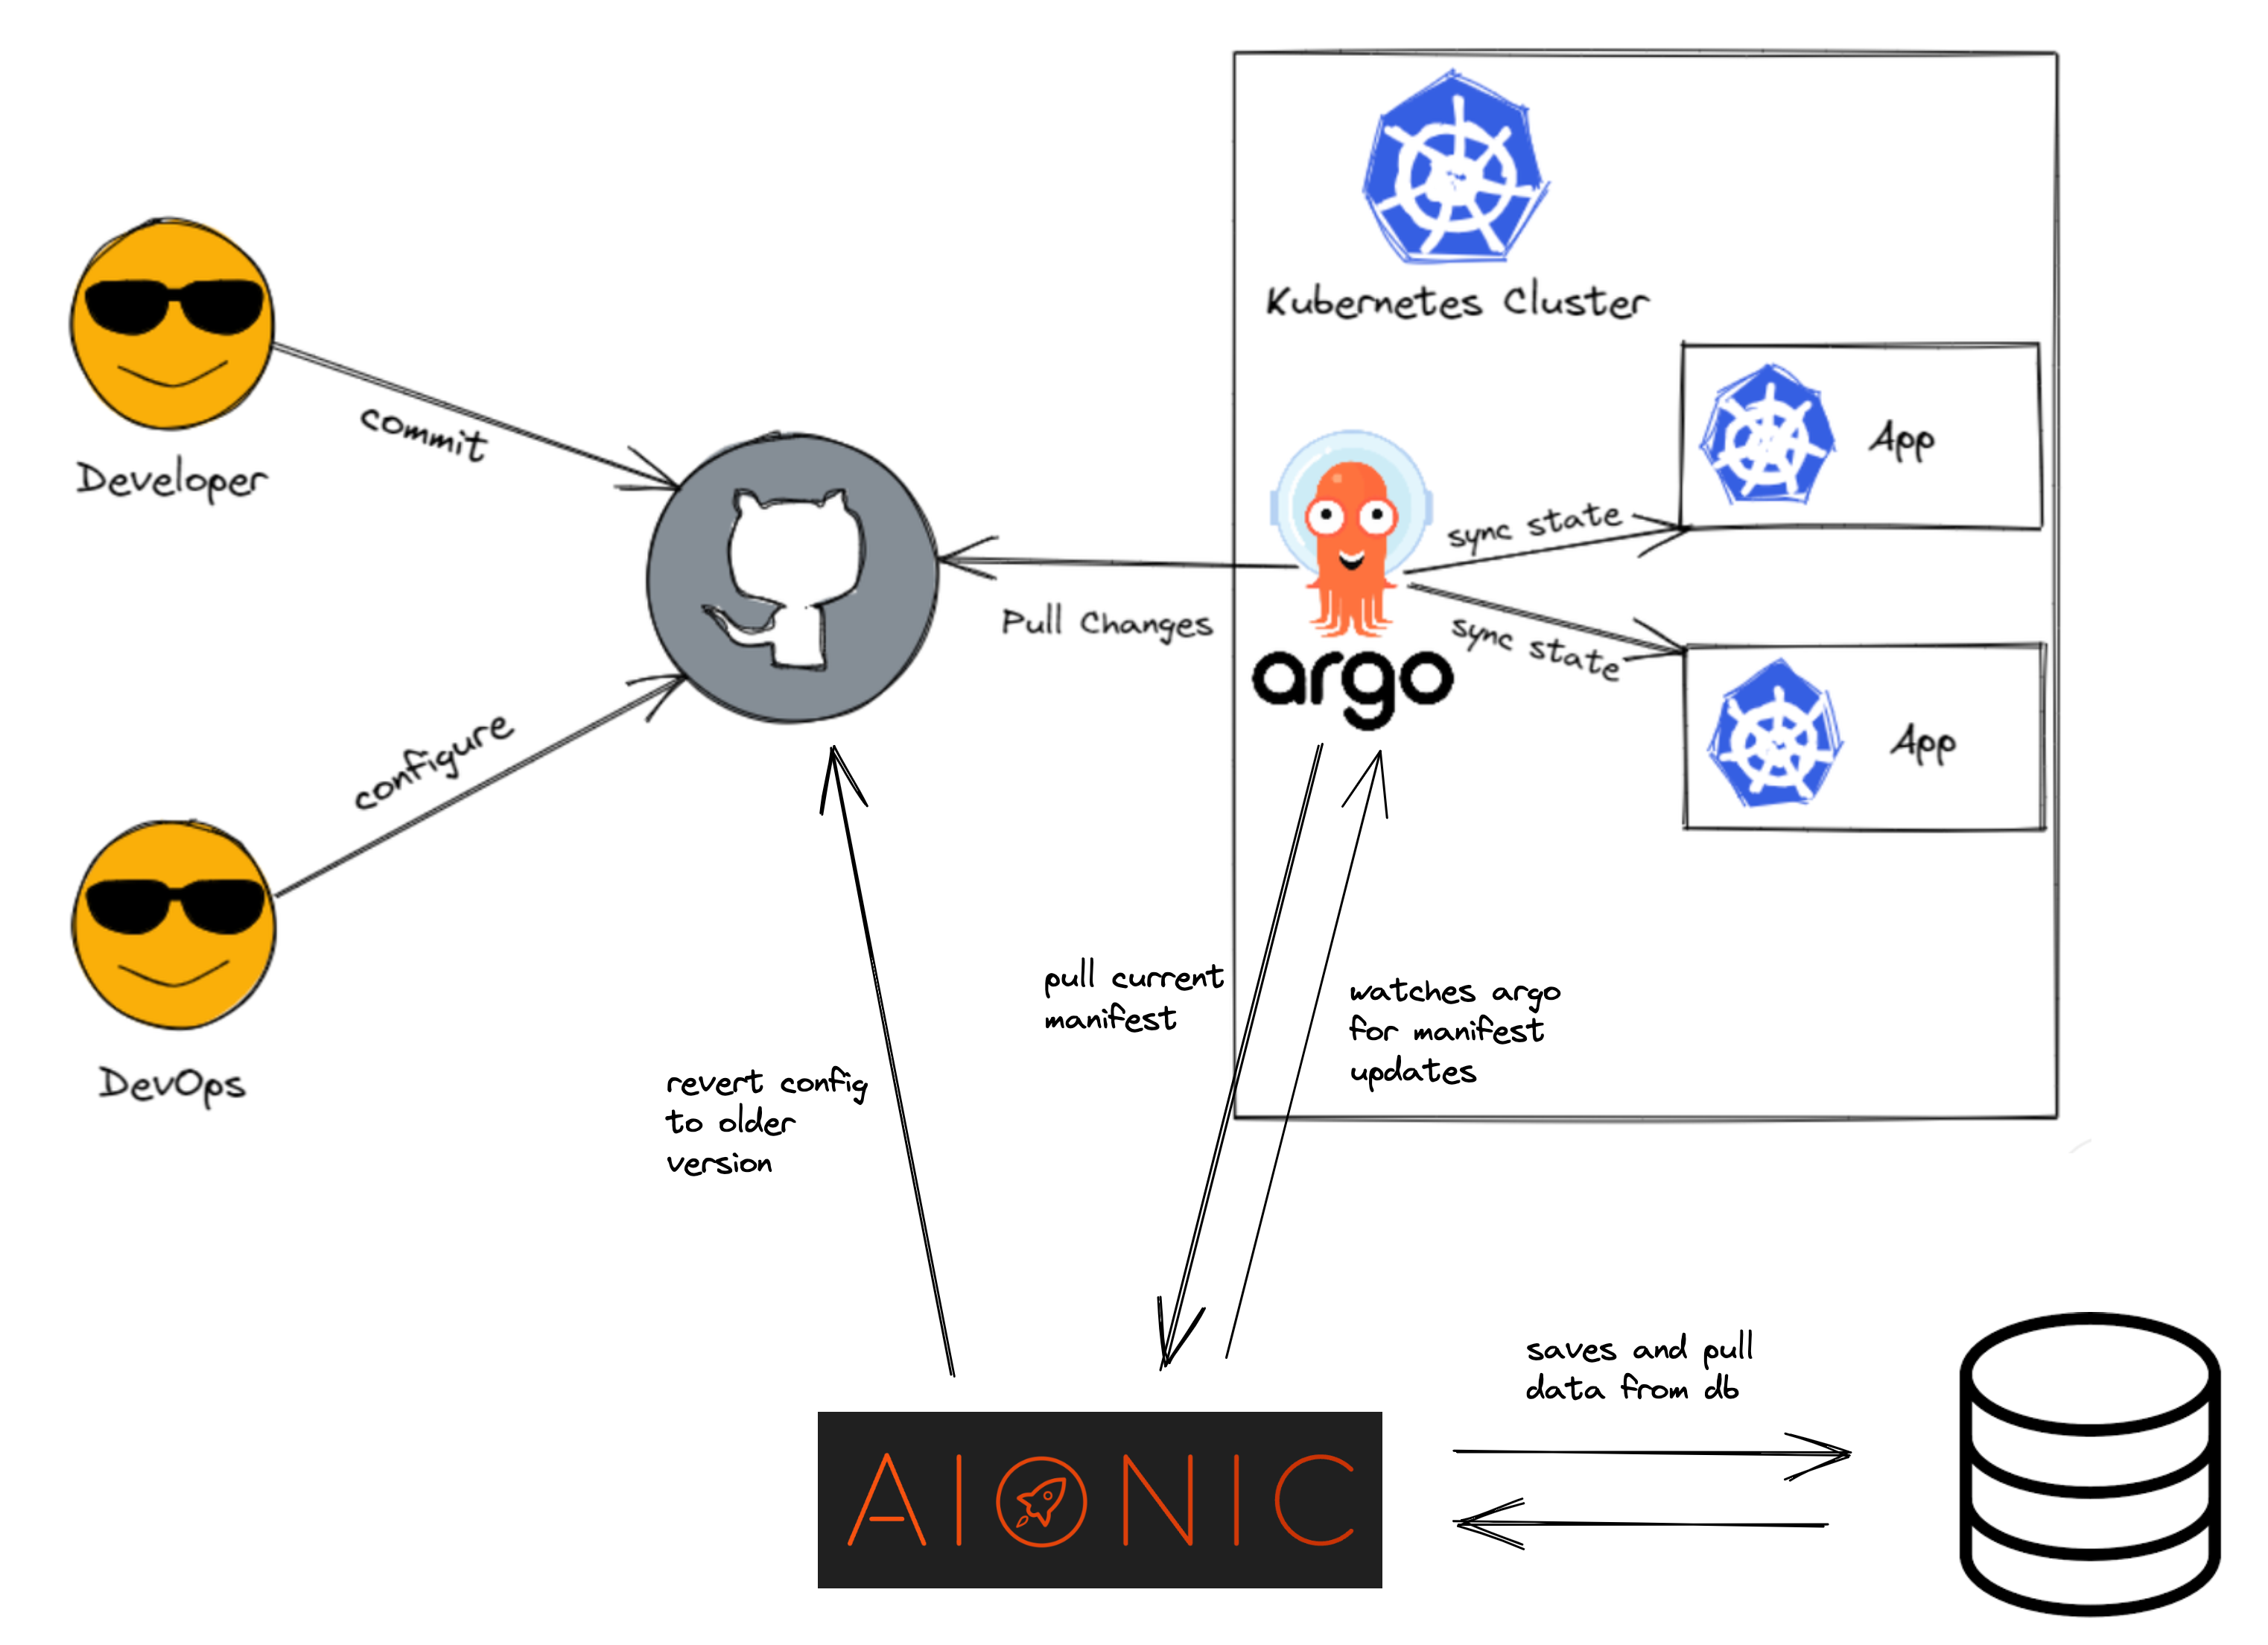 Kubernetes Cluster
Developer
commit
App
sync state
Pull Changes
argo
sync state
App
configure
DevOps
pull current
manifest
watches argo
for manifest
updates
revert config
to older
version
saves and pull
data from db
AIONIC